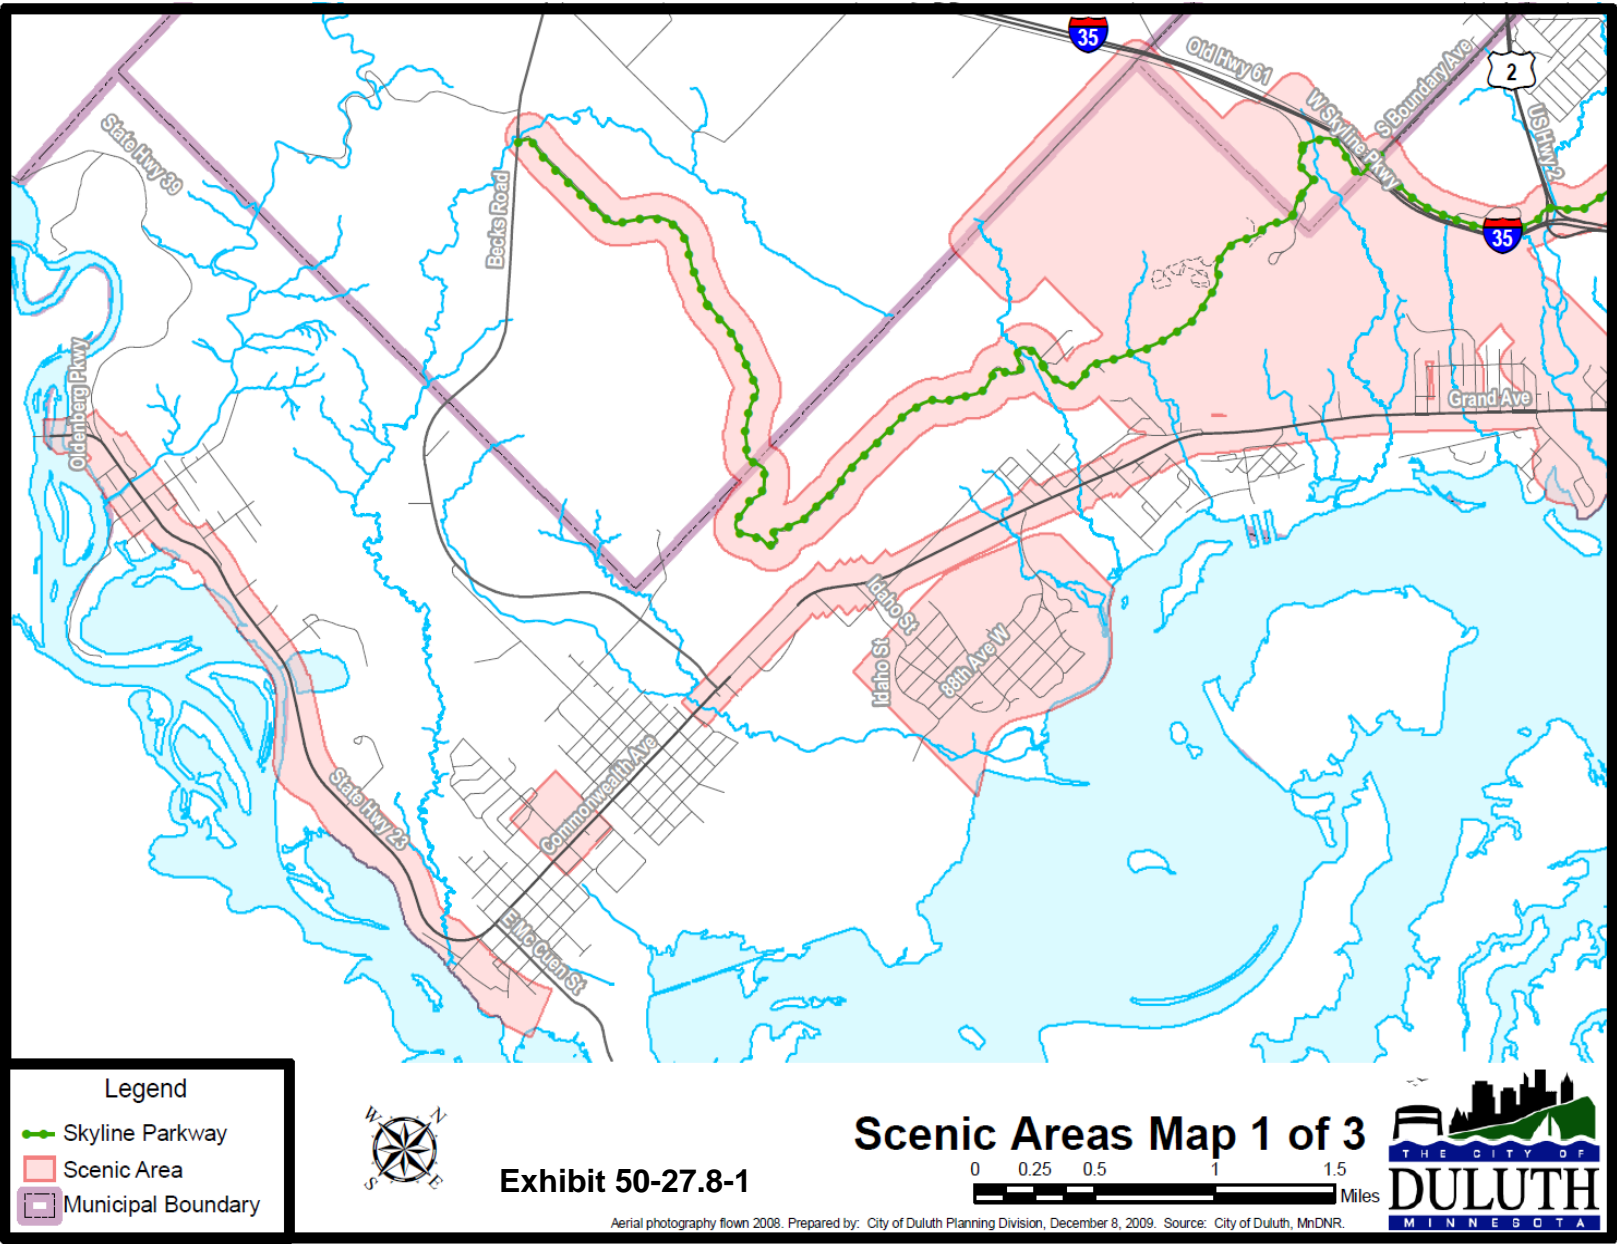 35
Old Hwy 61
W Skyline Pkwy
S Boundary Ave
2
US Hwy 2
State Hwy 39
Becks Road
35
Oldenberg Pkwy
Grand Ave
Idaho St
Idaho St
88th Ave W
Commonwealth Ave
State Hwy 23
E Mc Cuen St
Legend
Skyline Parkway
Scenic Area
Municipal Boundary
W N
S E
Exhibit 50-27.8-1
Scenic Areas Map 1 of 3
0 0.25 0.5 1 1.5
Miles
Aerial photography flown 2008. Prepared by: City of Duluth Planning Division, December 8, 2009. Source: City of Duluth, MnDNR.
THE CITY OF
DULUTH
MINNESOTA